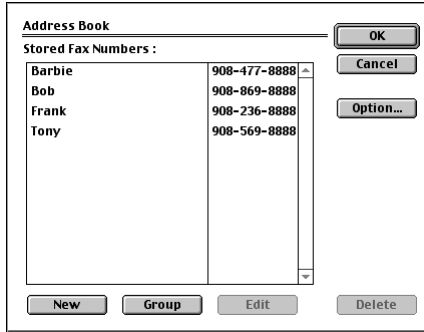 Address Book
OK
Stored Fax Numbers :
Cancel
Barbie 908-477-8888
Bob 908-869-8888
Frank 908-236-8888
Option...
Tony 908-569-8888
New Group Edit Delete